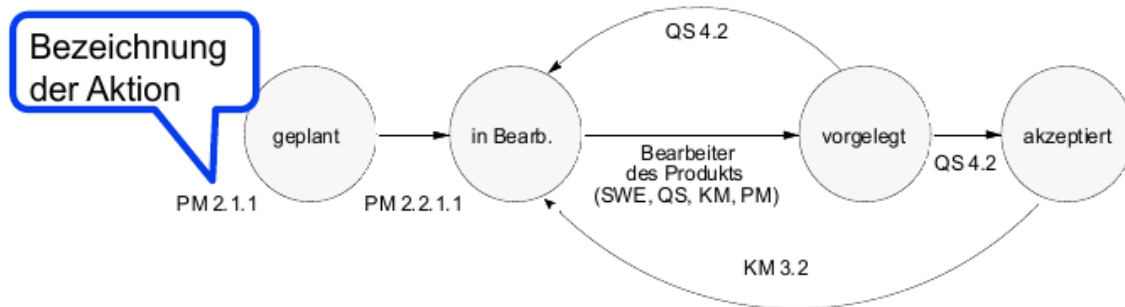 Bezeichnung
der Aktion
QS 4.2
geplant
in Bearb.
vorgelegt
akzeptiert
Bearbeiter
des Produkts
(SWE, QS, KM, PM)
QS 4.2
PM 2.1.1
PM 2.2.1.1
KM 3.2